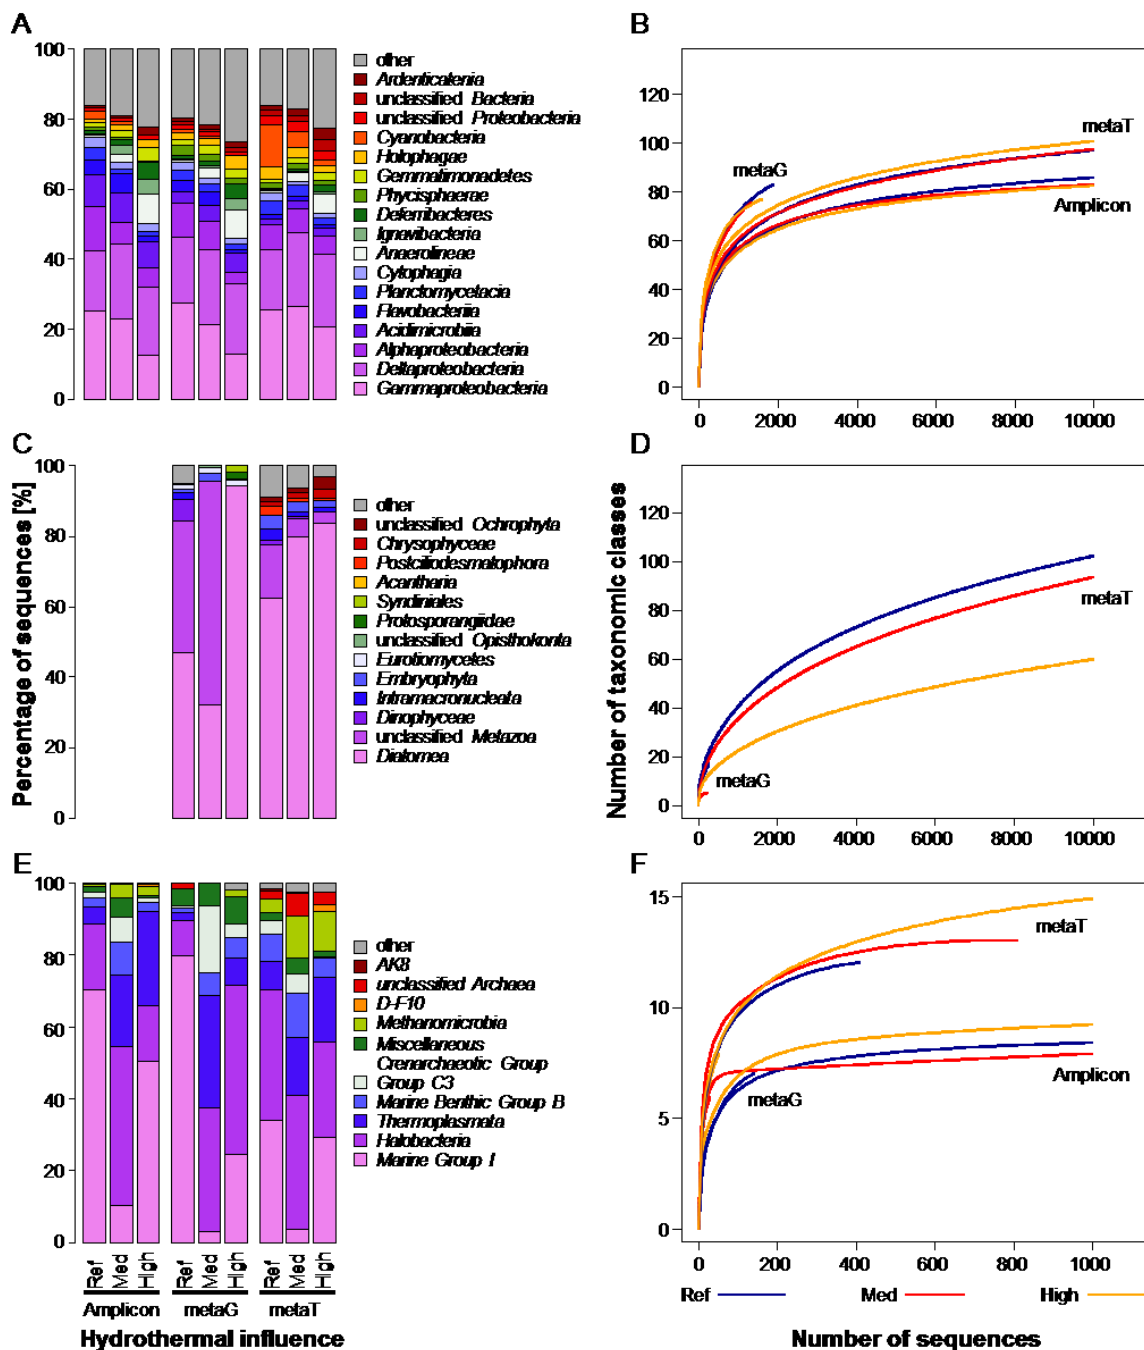 A
100
80
60
40
20
0
other
Ardenticatenia
unclassified Bacteria
unclassified Proteobacteria
Cyanobacteria
Holophagae
Gemmatimonadetes
Phycisphaerae
Deferribacteres
Ignavibacteria
Anaerolineae
Cytophagia
Planctomycetacia
Flavobacteriia
Acidimicrobiia
Alphaproteobacteria
Deltaproteobacteria
Gammaproteobacteria
B
120
100
80
60
40
20
0
metaG
metaT
Amplicon
0 2000 4000 6000 8000 10000
C
Percentage of sequences [%]
100
80
60
40
20
0
other
unclassified Ochrophyta
Chrysophyceae
Postciliodesmatophora
Acantharia
Syndiniales
Protosporangiidae
unclassified Opisthokonta
Eurotiomycetes
Embryophyta
Intramacronucleata
Dinophyceae
unclassified Metazoa
Diatomea
D
Number of taxonomic classes
120
100
80
60
40
20
0
metaT
metaG
0 2000 4000 6000 8000 10000
E
100
80
60
40
20
0
other
AK8
unclassified Archaea
D-F10
Methanomicrobia
Miscellaneous
Crenarchaeotic Group
Group C3
Marine Benthic Group B
Thermoplasmata
Halobacteria
Marine Group I
Ref Med High Ref Med High Ref Med High
Amplicon metaG metaT
Hydrothermal influence
F
15
10
5
0
metaT
Amplicon
metaG
0 200 400 600 800 1000
Ref Med High
Number of sequences